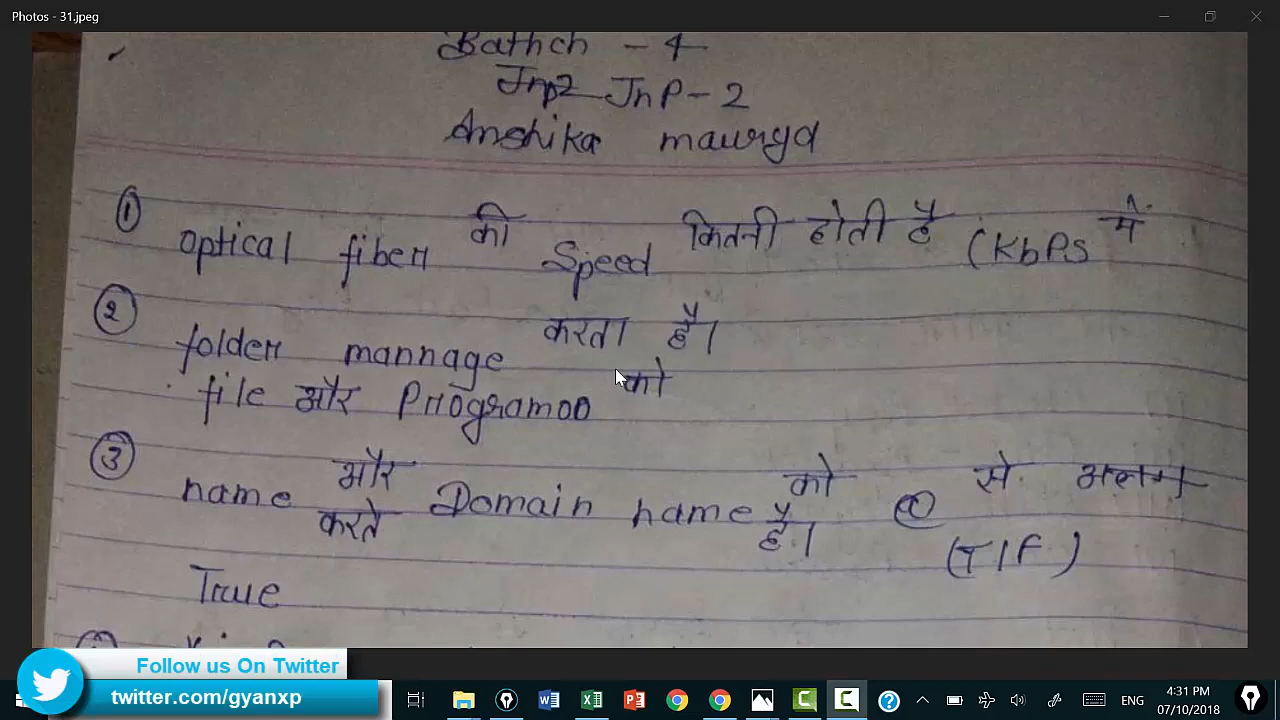 Photos - 31.jpeg
Bathch - 4
Jnp2 JnP - 2
Anshika maurya
① optical fiber की Speed कितनी होती है (KbPs में
② folder mannage करता है।
file और Programoo को
③ name और Domain name को @ से अलग
करते है। (T/F)
True
Follow us On Twitter
twitter.com/gyanxp
ENG
4:31 PM
07/10/2018